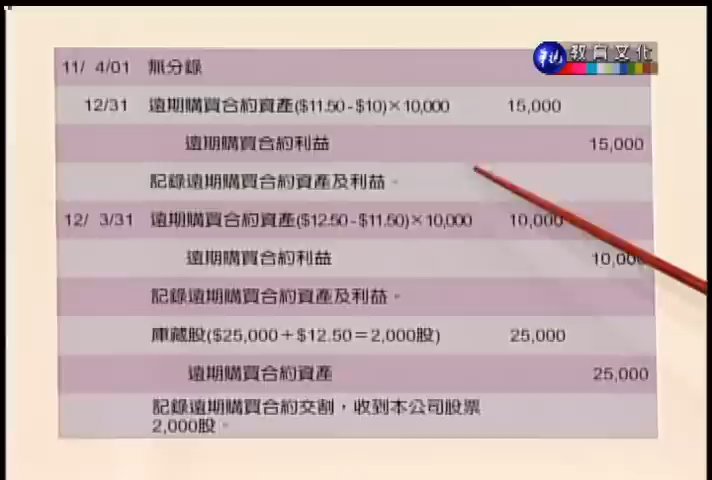 華視 教育文化
11/ 4/01 無分錄
12/31 遠期購買合約資產($11.50-$10)×10,000 15,000
遠期購買合約利益 15,000
記錄遠期購買合約資產及利益。
12/ 3/31 遠期購買合約資產($12.50-$11.50)×10,000 10,000
遠期購買合約利益 10,000
記錄遠期購買合約資產及利益。
庫藏股($25,000÷$12.50=2,000股) 25,000
遠期購買合約資產 25,000
記錄遠期購買合約交割，收到本公司股票
2,000股。